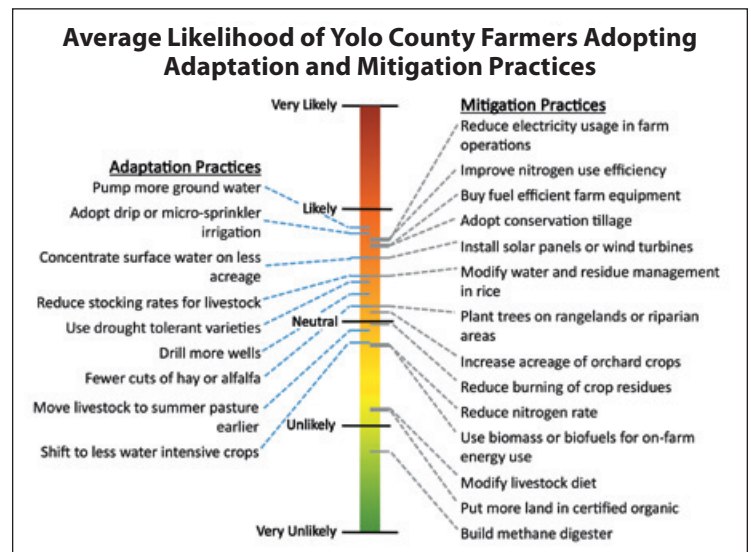 Average Likelihood of Yolo County Farmers Adopting
Adaptation and Mitigation Practices
Adaptation Practices
Pump more ground water
Adopt drip or micro-sprinkler
irrigation
Concentrate surface water on less
acreage
Reduce stocking rates for livestock
Use drought tolerant varieties
Drill more wells
Fewer cuts of hay or alfalfa
Move livestock to summer pasture
earlier
Shift to less water intensive crops
Very Likely
Likely
Neutral
Unlikely
Very Unlikely
Mitigation Practices
Reduce electricity usage in farm
operations
Improve nitrogen use efficiency
Buy fuel efficient farm equipment
Adopt conservation tillage
Install solar panels or wind turbines
Modify water and residue management
in rice
Plant trees on rangelands or riparian
areas
Increase acreage of orchard crops
Reduce burning of crop residues
Reduce nitrogen rate
Use biomass or biofuels for on-farm
energy use
Modify livestock diet
Put more land in certified organic
Build methane digester